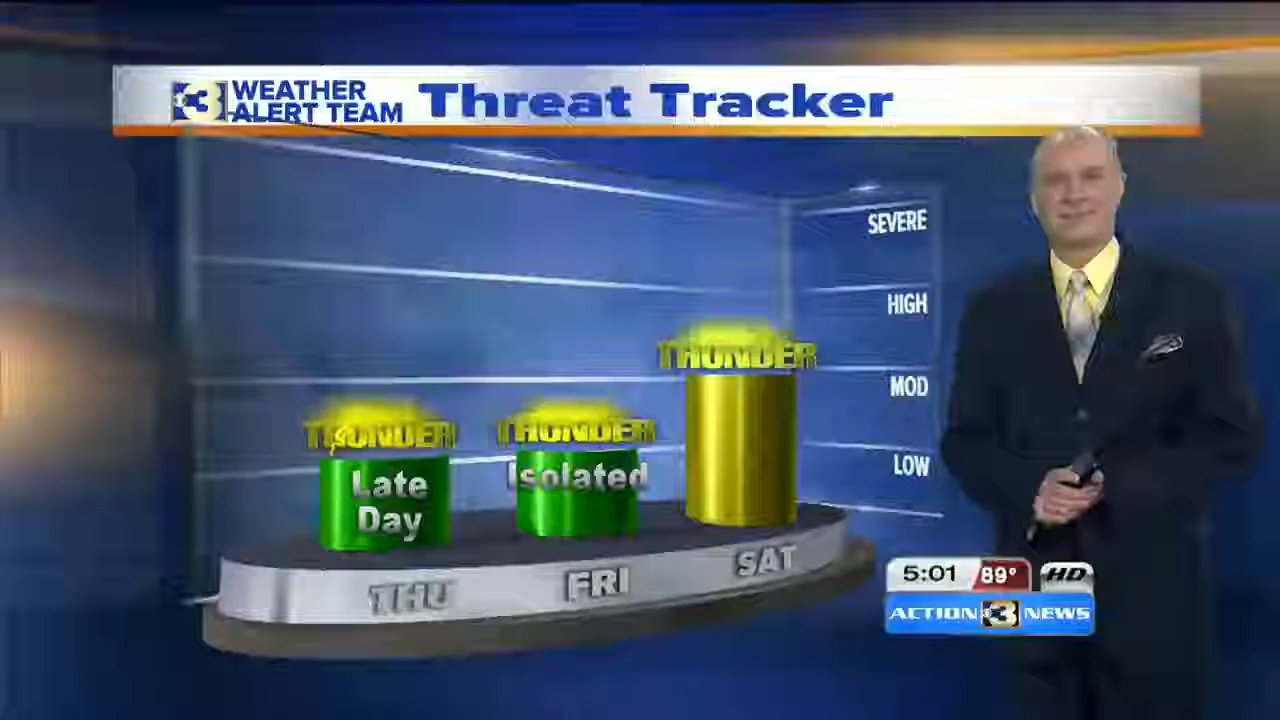 3 WEATHER ALERT TEAM
Threat Tracker
SEVERE
HIGH
MOD
LOW
THUNDER
THUNDER
THUNDER
Late
Day
Isolated
THU
FRI
SAT
5:01 89° HD
ACTION 3 NEWS